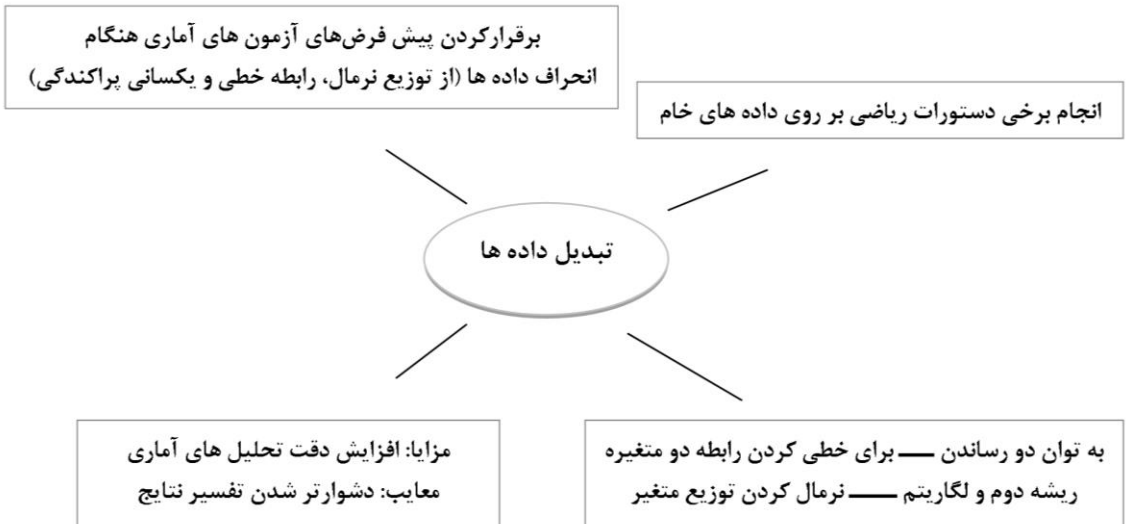 برقرارکردن پیش فرض‌های آزمون های آماری هنگام
انحراف داده ها (از توزیع نرمال، رابطه خطی و یکسانی پراکندگی)
انجام برخی دستورات ریاضی بر روی داده های خام
تبدیل داده ها
به توان دو رساندن ــــ برای خطی کردن رابطه دو متغیره
ریشه دوم و لگاریتم ــــــ نرمال کردن توزیع متغیر
مزایا: افزایش دقت تحلیل های آماری
معایب: دشوارتر شدن تفسیر نتایج